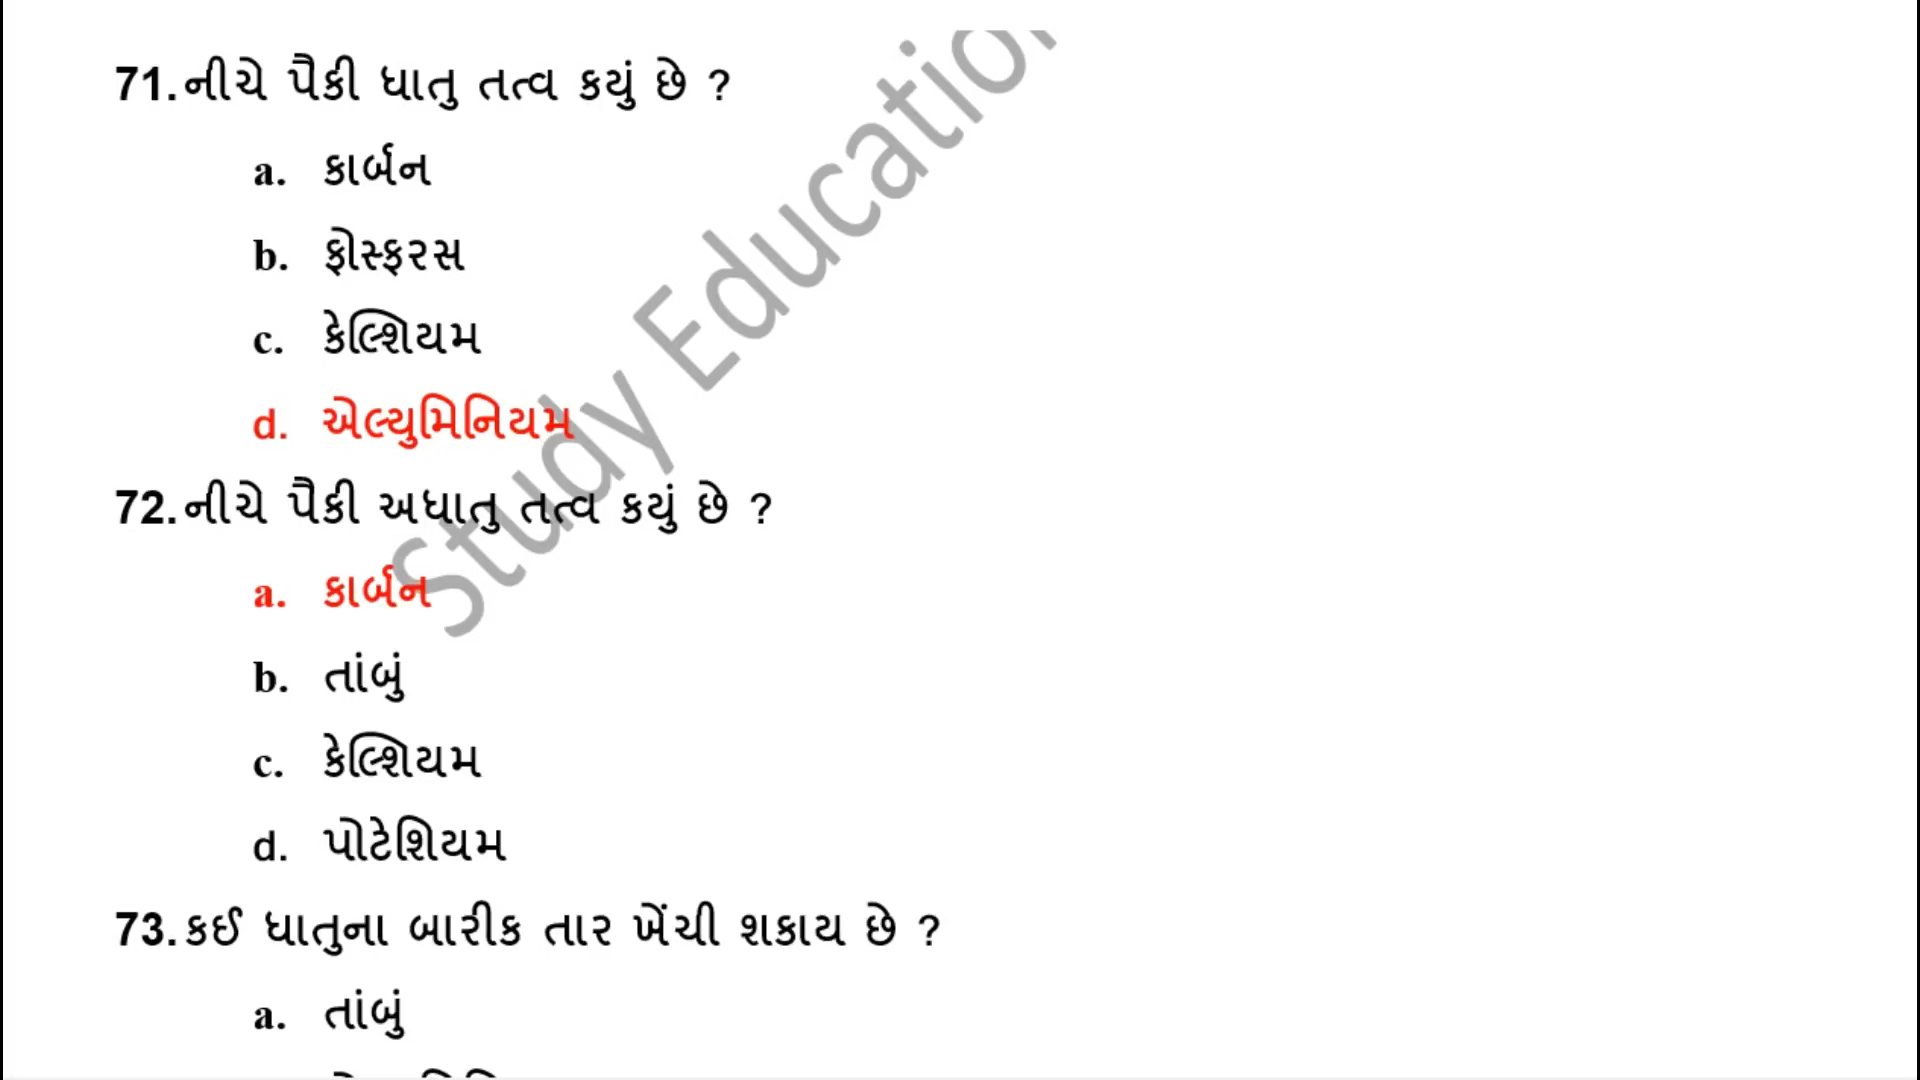 71.નીચે પૈકી ધાતુ તત્વ કયું છે ?
a. કાર્બન
b. ફોસ્ફરસ
c. કેલ્શિયમ
d. એલ્યુમિનિયમ
72.નીચે પૈકી અધાતુ તત્વ કયું છે ?
a. કાર્બન
b. તાંબું
c. કેલ્શિયમ
d. પોટેશિયમ
73.કઈ ધાતુના બારીક તાર ખેંચી શકાય છે ?
a. તાંબું
Study Education